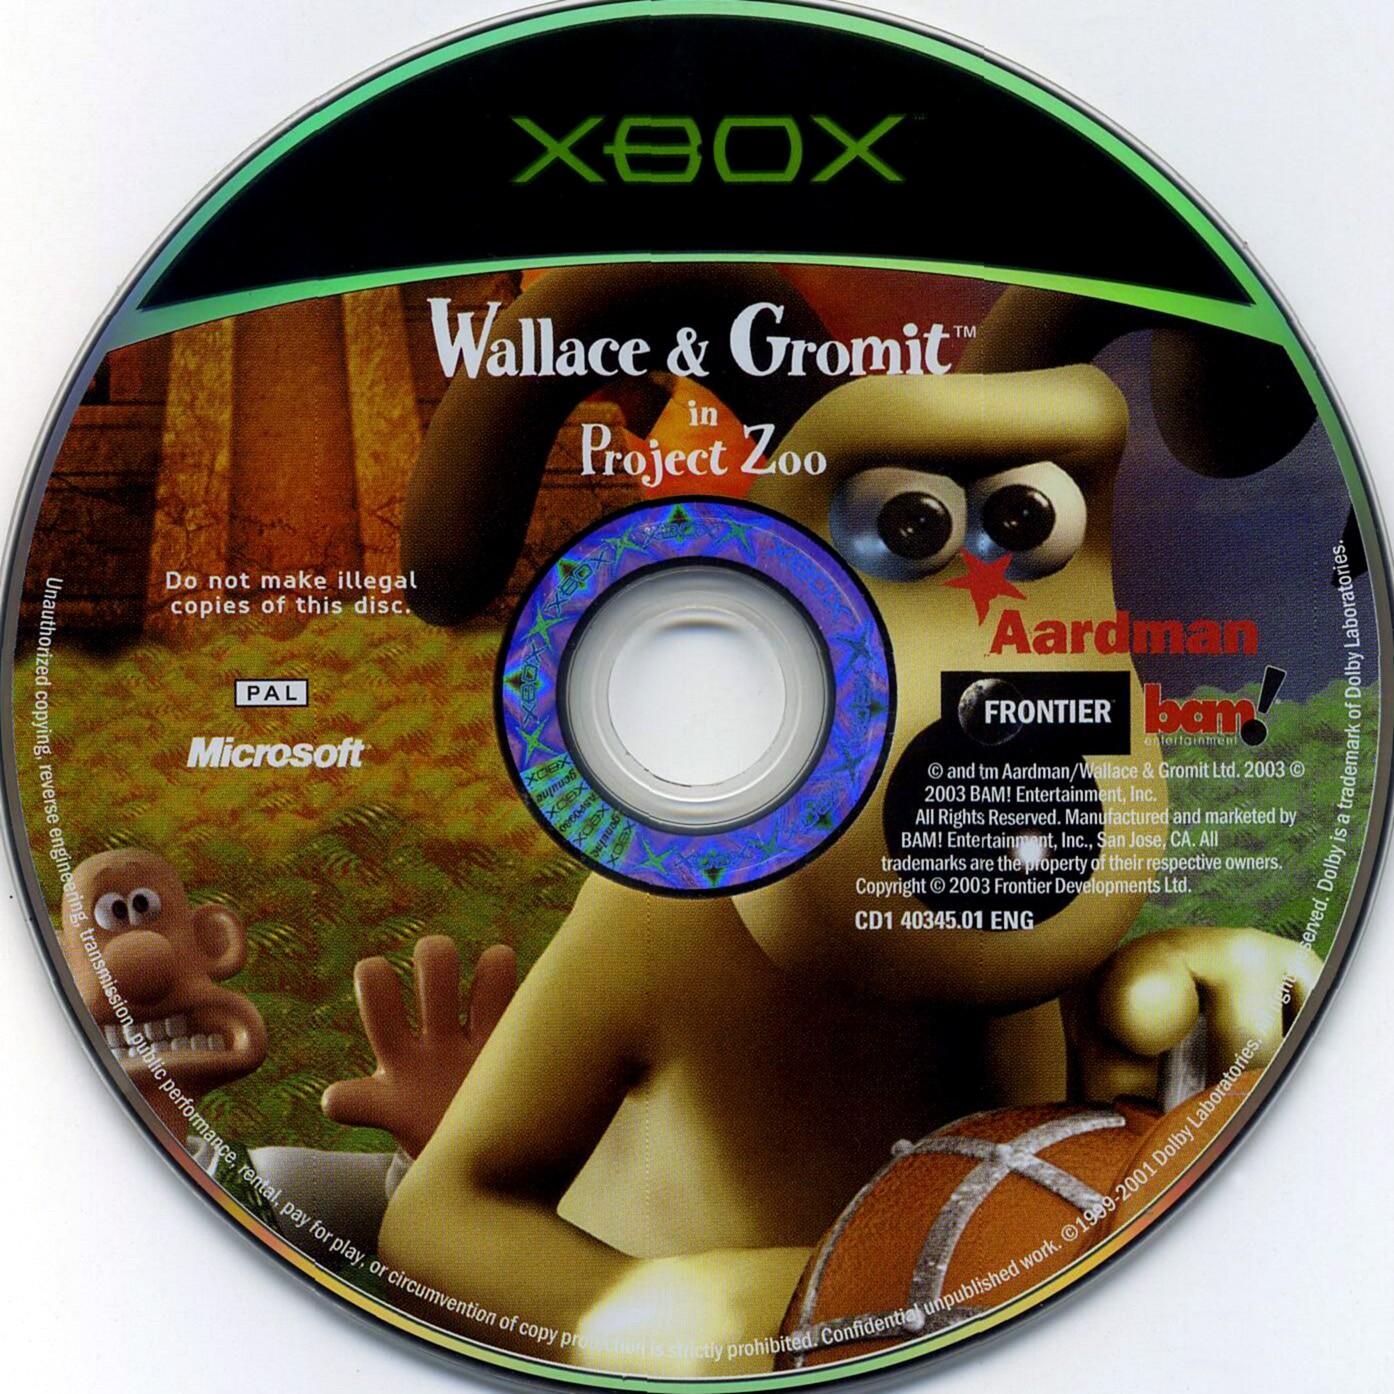 XBOX™
Wallace & Gromit™
in
Project Zoo
Do not make illegal
copies of this disc.
PAL
Microsoft
Aardman
FRONTIER
bam!
entertainment
© and tm Aardman/Wallace & Gromit Ltd. 2003 ©
2003 BAM! Entertainment, Inc.
All Rights Reserved. Manufactured and marketed by
BAM! Entertainment, Inc., San Jose, CA. All
trademarks are the property of their respective owners.
Copyright © 2003 Frontier Developments Ltd.
CD1 40345.01 ENG
Unauthorized copying, reverse engineering, transmission, public performance, rental, pay for play, or circumvention of copy protection is strictly prohibited. Confidential unpublished work. ©1999-2001 Dolby Laboratories. All rights reserved. Dolby is a trademark of Dolby Laboratories.
XBOX
genuine